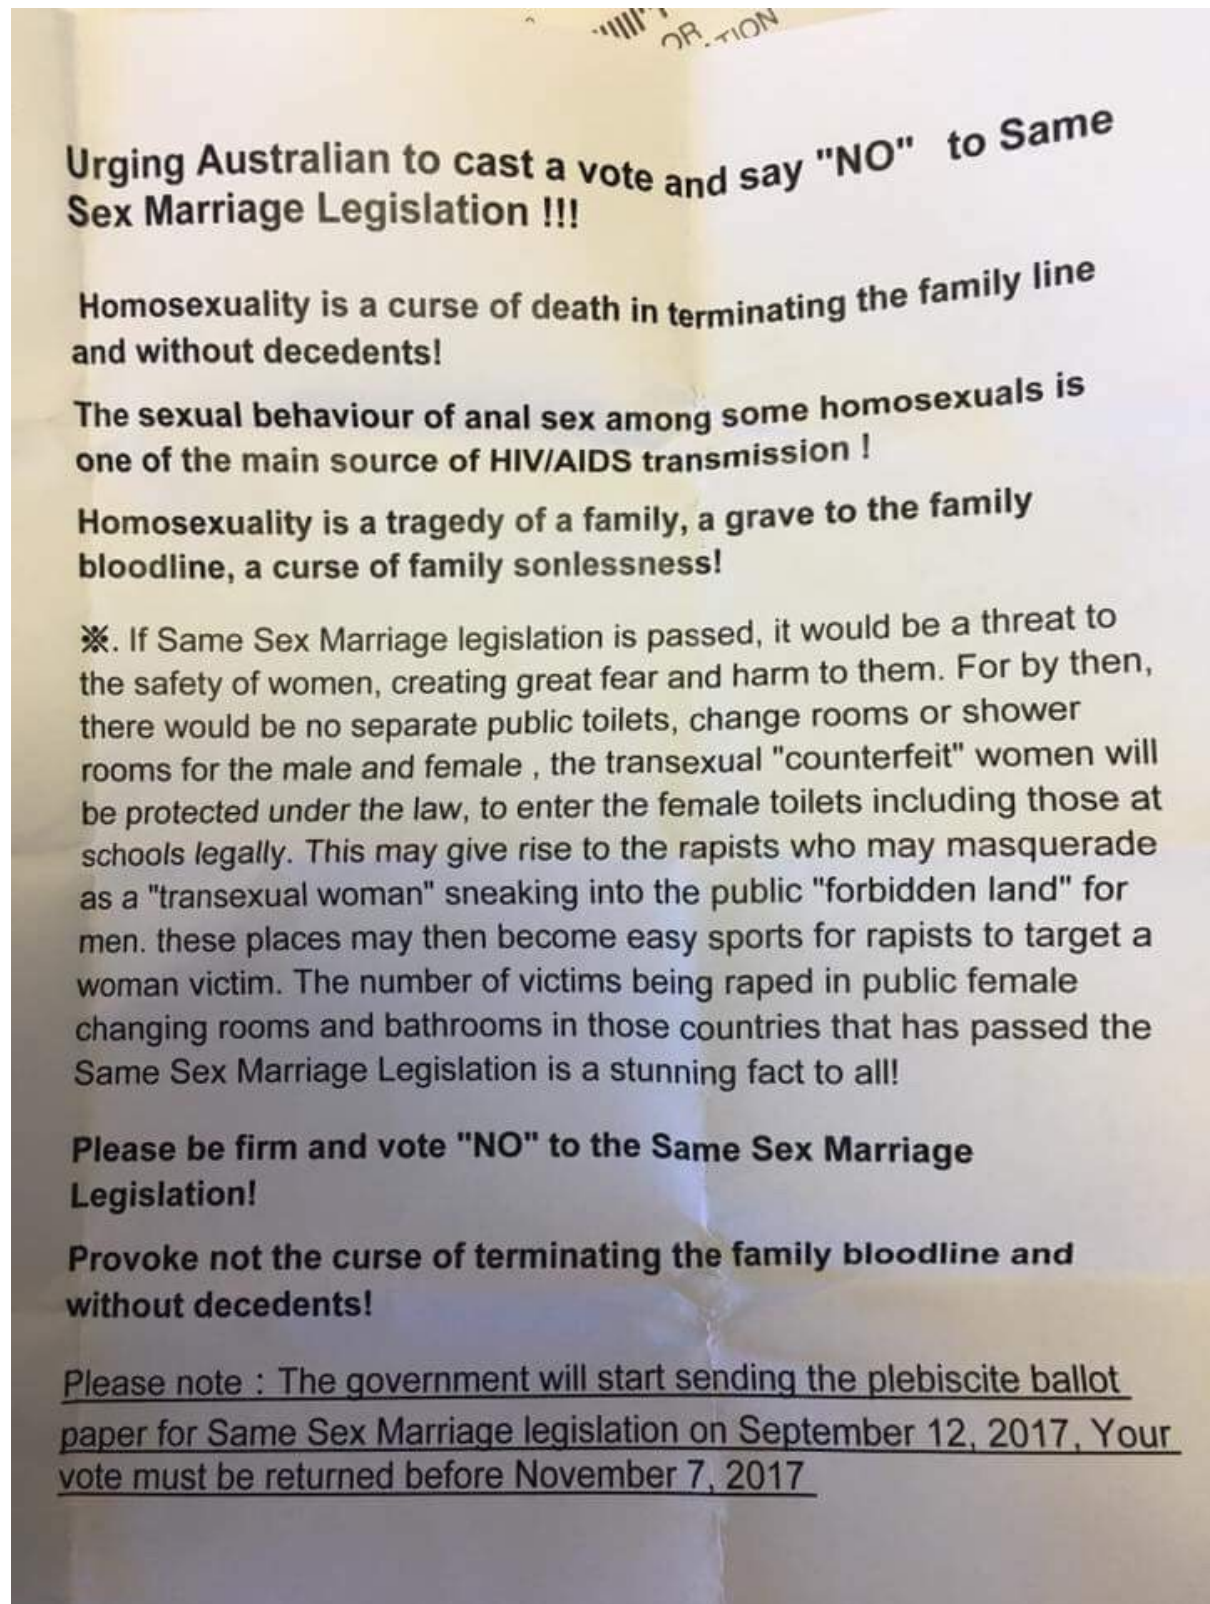 OR
TION
Urging Australian to cast a vote and say "NO" to Same
Sex Marriage Legislation !!!
Homosexuality is a curse of death in terminating the family line
and without decedents!
The sexual behaviour of anal sex among some homosexuals is
one of the main source of HIV/AIDS transmission !
Homosexuality is a tragedy of a family, a grave to the family
bloodline, a curse of family sonlessness!
※. If Same Sex Marriage legislation is passed, it would be a threat to
the safety of women, creating great fear and harm to them. For by then,
there would be no separate public toilets, change rooms or shower
rooms for the male and female , the transexual "counterfeit" women will
be protected under the law, to enter the female toilets including those at
schools legally. This may give rise to the rapists who may masquerade
as a "transexual woman" sneaking into the public "forbidden land" for
men. these places may then become easy sports for rapists to target a
woman victim. The number of victims being raped in public female
changing rooms and bathrooms in those countries that has passed the
Same Sex Marriage Legislation is a stunning fact to all!
Please be firm and vote "NO" to the Same Sex Marriage
Legislation!
Provoke not the curse of terminating the family bloodline and
without decedents!
Please note : The government will start sending the plebiscite ballot
paper for Same Sex Marriage legislation on September 12, 2017, Your
vote must be returned before November 7, 2017